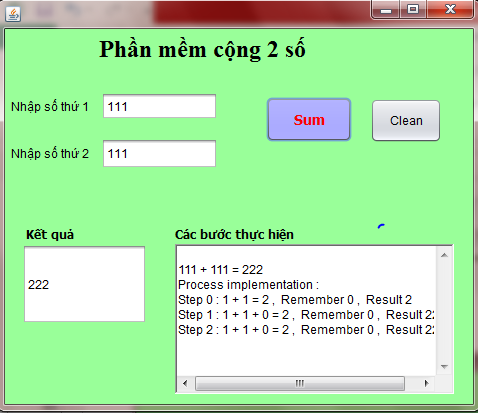 Phần mềm cộng 2 số
Nhập số thứ 1
111
Sum
Clean
Nhập số thứ 2
111
Kết quả
222
Các bước thực hiện
111 + 111 = 222
Process implementation :
Step 0 : 1 + 1 = 2 , Remember 0 , Result 2
Step 1 : 1 + 1 + 0 = 2 , Remember 0 , Result 22
Step 2 : 1 + 1 + 0 = 2 , Remember 0 , Result 22